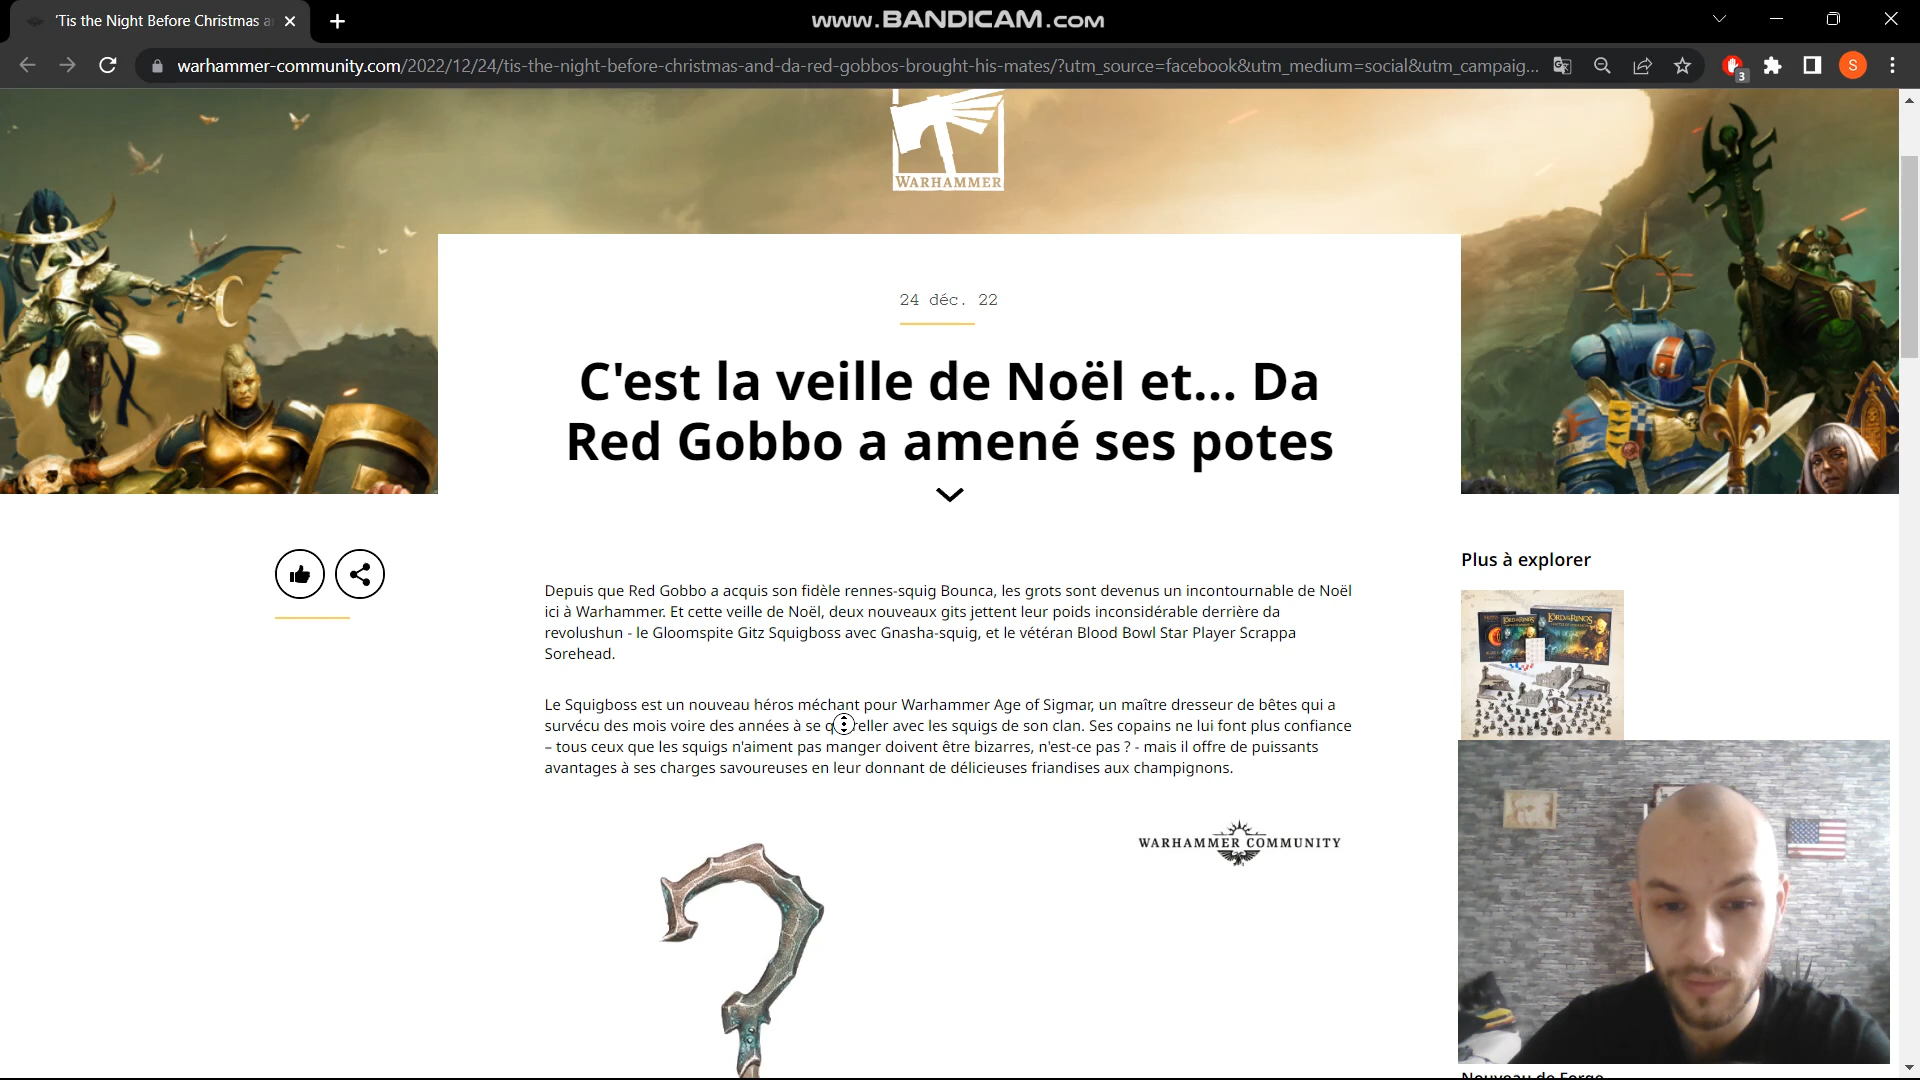 'Tis the Night Before Christmas a
www.BANDICAM.com
warhammer-community.com/2022/12/24/tis-the-night-before-christmas-and-da-red-gobbos-brought-his-mates/?utm_source=facebook&utm_medium=social&utm_campaig...
3
S
WARHAMMER
24 déc. 22
C'est la veille de Noël et... Da
Red Gobbo a amené ses potes
Plus à explorer
Depuis que Red Gobbo a acquis son fidèle rennes-squig Bounca, les grots sont devenus un incontournable de Noël
ici à Warhammer. Et cette veille de Noël, deux nouveaux gits jettent leur poids inconsidérable derrière da
revolushun - le Gloomspite Gitz Squigboss avec Gnasha-squig, et le vétéran Blood Bowl Star Player Scrappa
Sorehead.
Le Squigboss est un nouveau héros méchant pour Warhammer Age of Sigmar, un maître dresseur de bêtes qui a
survécu des mois voire des années à se quereller avec les squigs de son clan. Ses copains ne lui font plus confiance
– tous ceux que les squigs n'aiment pas manger doivent être bizarres, n'est-ce pas ? - mais il offre de puissants
avantages à ses charges savoureuses en leur donnant de délicieuses friandises aux champignons.
WARHAMMER COMMUNITY